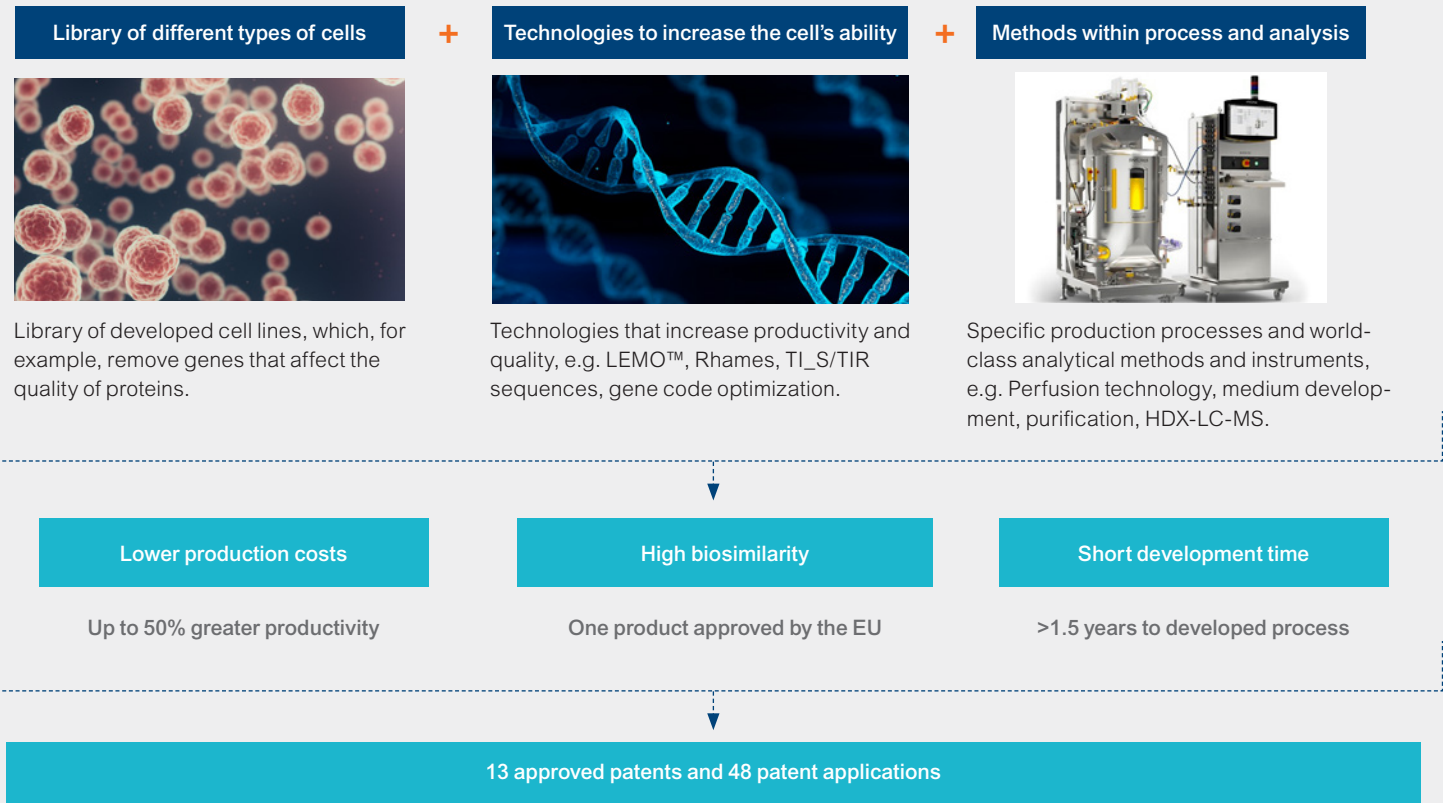 Library of different types of cells
+
Technologies to increase the cell's ability
+
Methods within process and analysis
Library of developed cell lines, which, for
example, remove genes that affect the
quality of proteins.
Technologies that increase productivity and
quality, e.g. LEMO™, Rhames, TI_S/TIR
sequences, gene code optimization.
Specific production processes and world-
class analytical methods and instruments,
e.g. Perfusion technology, medium develop-
ment, purification, HDX-LC-MS.
Lower production costs
High biosimilarity
Short development time
Up to 50% greater productivity
One product approved by the EU
>1.5 years to developed process
13 approved patents and 48 patent applications